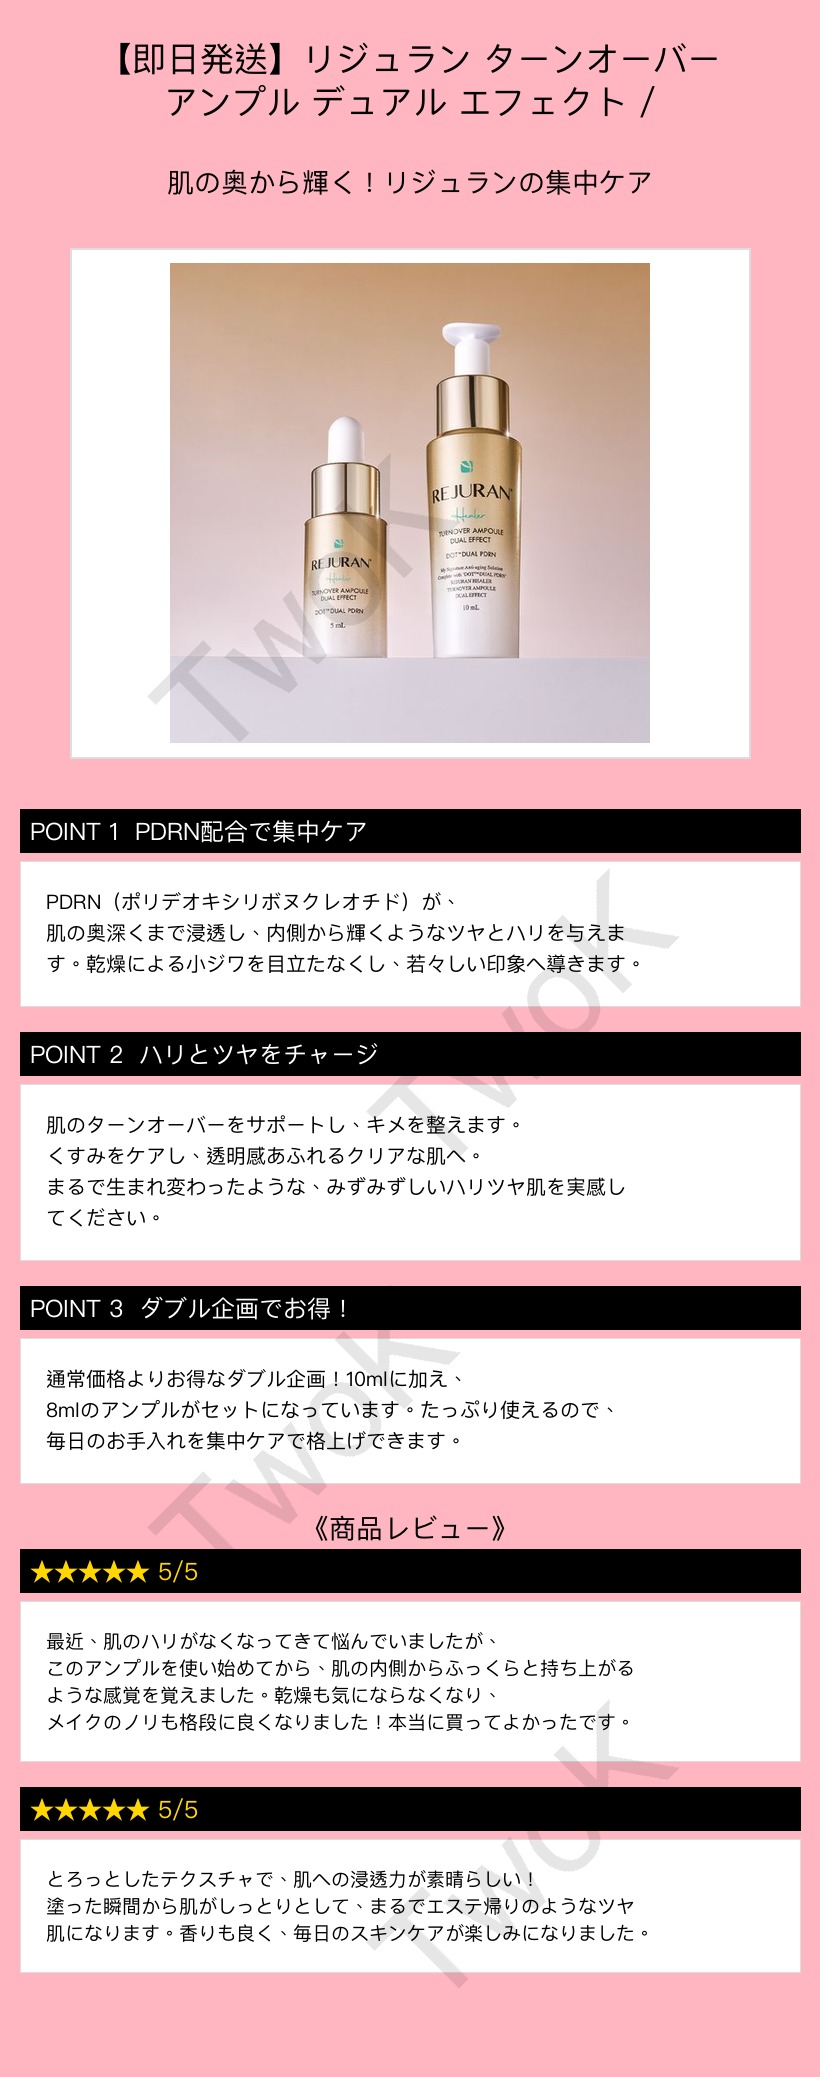 【即日発送】リジュラン ターンオーバー
アンプル デュアル エフェクト /
肌の奥から輝く！リジュランの集中ケア
REJURAN
Healer
TURNOVER AMPOULE
DUAL EFFECT
DOT™DUAL PDRN
5 mL
REJURAN
Healer
TURNOVER AMPOULE
DUAL EFFECT
DOT™DUAL PDRN
My Signature Anti-aging Solution
Complete with 'DOT™DUAL PDRN'
REJURAN HEALER
TURNOVER AMPOULE
DUAL EFFECT
10 mL
TwoK
POINT 1 PDRN配合で集中ケア
PDRN（ポリデオキシリボヌクレオチド）が、
肌の奥深くまで浸透し、内側から輝くようなツヤとハリを与えま
す。乾燥による小ジワを目立たなくし、若々しい印象へ導きます。
TwoK
POINT 2 ハリとツヤをチャージ
肌のターンオーバーをサポートし、キメを整えます。
くすみをケアし、透明感あふれるクリアな肌へ。
まるで生まれ変わったような、みずみずしいハリツヤ肌を実感し
てください。
POINT 3 ダブル企画でお得！
通常価格よりお得なダブル企画！10mlに加え、
8mlのアンプルがセットになっています。たっぷり使えるので、
毎日のお手入れを集中ケアで格上げできます。
TwoK
《商品レビュー》
★★★★★ 5/5
最近、肌のハリがなくなってきて悩んでいましたが、
このアンプルを使い始めてから、肌の内側からふっくらと持ち上がる
ような感覚を覚えました。乾燥も気にならなくなり、
メイクのノリも格段に良くなりました！本当に買ってよかったです。
TwoK
★★★★★ 5/5
とろっとしたテクスチャで、肌への浸透力が素晴らしい！
塗った瞬間から肌がしっとりとして、まるでエステ帰りのようなツヤ
肌になります。香りも良く、毎日のスキンケアが楽しみになりました。